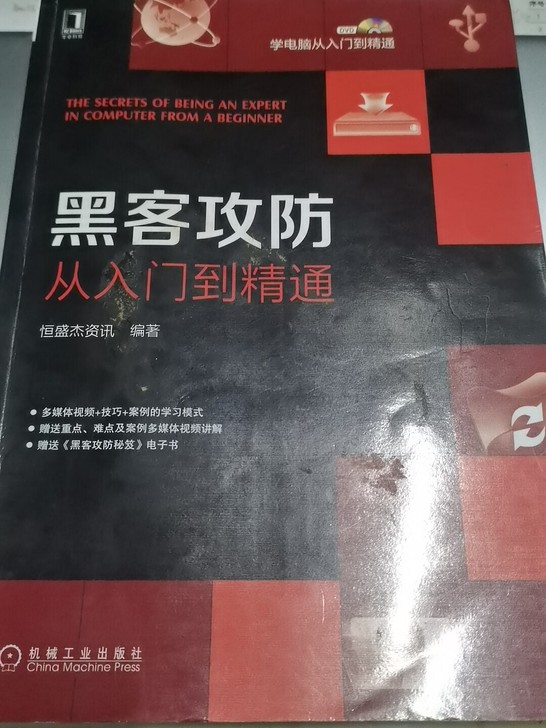 DVD
学电脑从入门到精通
THE SECRETS OF BEING AN EXPERT
IN COMPUTER FROM A BEGINNER
黑客攻防
从入门到精通
恒盛杰资讯 编著
● 多媒体视频+技巧+案例的学习模式
● 赠送重点、难点及案例多媒体视频讲解
● 赠送《黑客攻防秘笈》电子书
机械工业出版社
China Machine Press